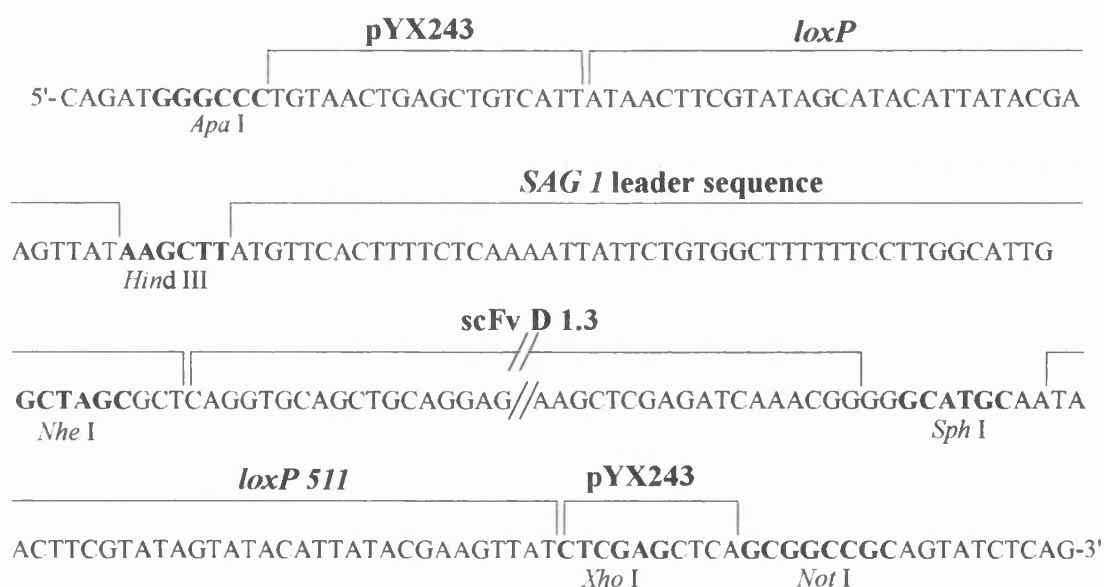 pYX243 loxP
5'-CAGATGGGCCCTGTAACTGAGCTGTCATTATAACTTCGTATAGCATACATTATACGA
Apa I
SAG 1 leader sequence
AGTTATAAGCTTATGTTCACTTTTCTCAAAATTATTCTGTGGCTTTTTTCCTTGGCATTG
Hind III
scFv D 1.3
GCTAGCGCTCAGGTGCAGCTGCAGGAG//AAGCTCGAGATCAAACGGGGGCATGCAATA
Nhe I Sph I
loxP 511 pYX243
ACTTCGTATAGTATACATTATACGAAGTTATCTCGAGCTCAGCGGCCGCAGTATCTCAG-3'
Xho I Not I